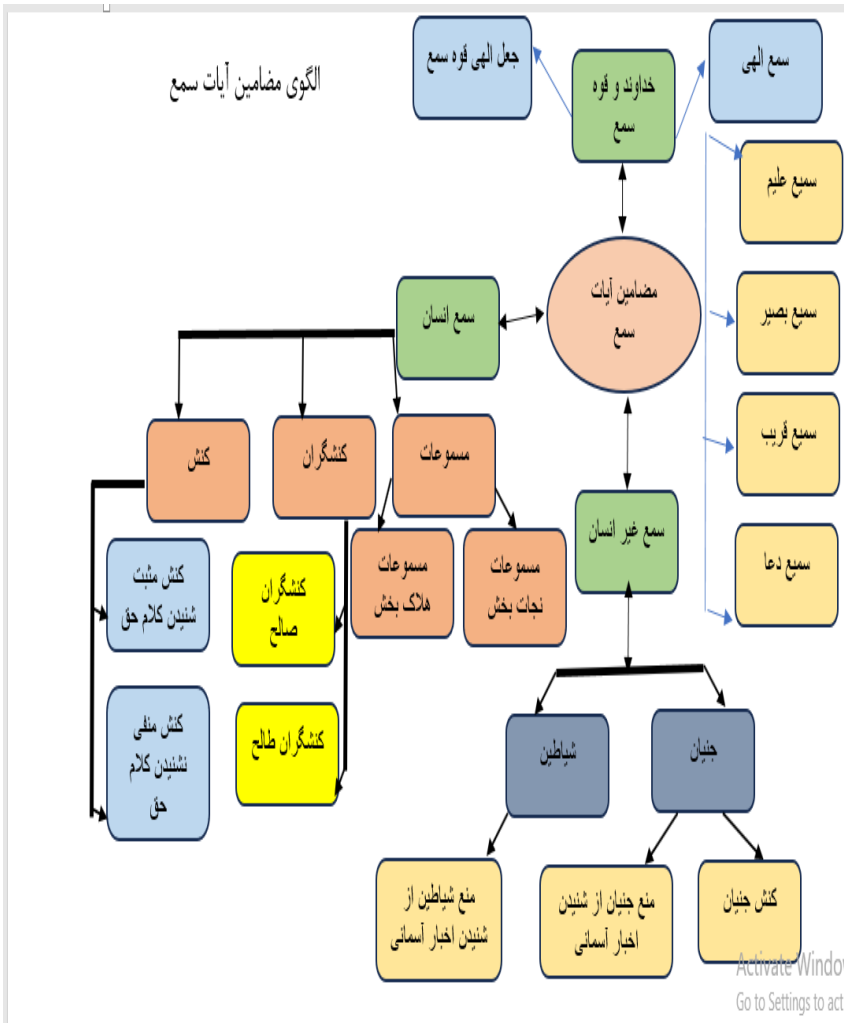 الگوی مضامین آیات سمع
جعل الهی قوه سمع
خداوند و قوه
سمع
سمع الهی
سمیع علیم
سمیع بصیر
سمیع قریب
سمیع دعا
مضامین آیات
سمع
سمع انسان
مسموعات
کنشگران
کنش
مسموعات
نجات بخش
مسموعات
هلاک بخش
کنشگران
صالح
کنشگران طالح
کنش مثبت
شنیدن کلام حق
کنش منفی
نشنیدن کلام
حق
سمع غیر انسان
جنیان
شیاطین
کنش جنیان
منع جنیان از شنیدن
اخبار آسمانی
منع شیاطین از
شنیدن اخبار آسمانی
Activate Windo
Go to Settings to act